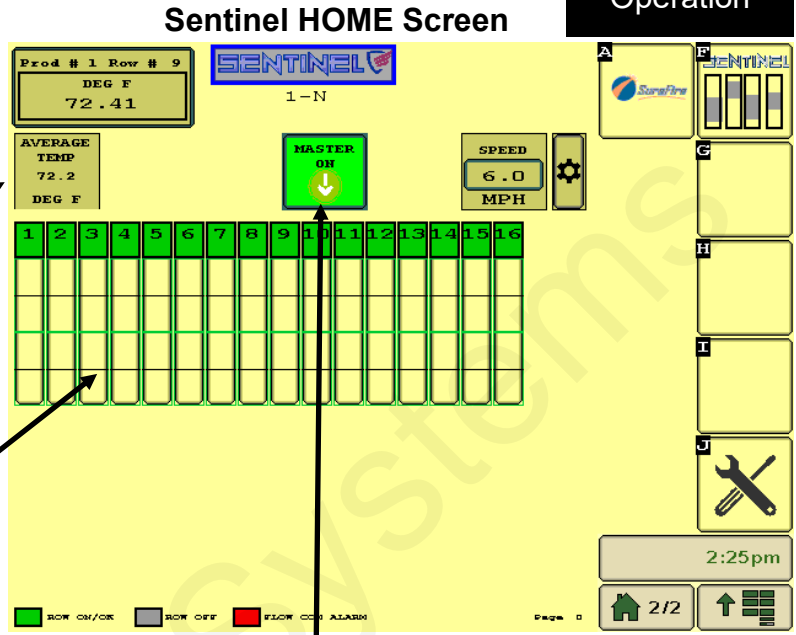 Operation
Sentinel HOME Screen
Prod # 1 Row # 9
DEG F
72.41
SENTINEL
1-N
A
SureFire
F
SENTINEL
AVERAGE
TEMP
72.2
DEG F
MASTER
ON
SPEED
6.0
MPH
G
1 2 3 4 5 6 7 8 9 10 11 12 13 14 15 16
H
I
J
Systems
2:25pm
ROW ON/OK ROW OFF FLOW COM ALARM Page 0
2/2